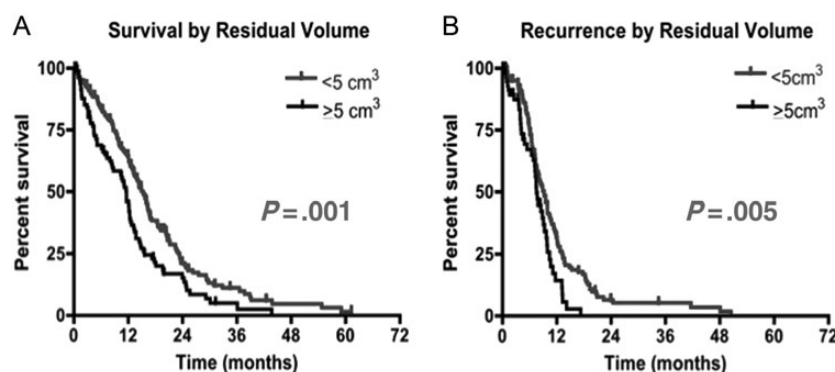 A
Survival by Residual Volume
Percent survival
100
75
50
25
0
<5 cm³
≥5 cm³
P=.001
0 12 24 36 48 60 72
Time (months)
B
Recurrence by Residual Volume
Percent survival
100
75
50
25
0
<5cm³
≥5cm³
P=.005
0 12 24 36 48 60 72
Time (months)